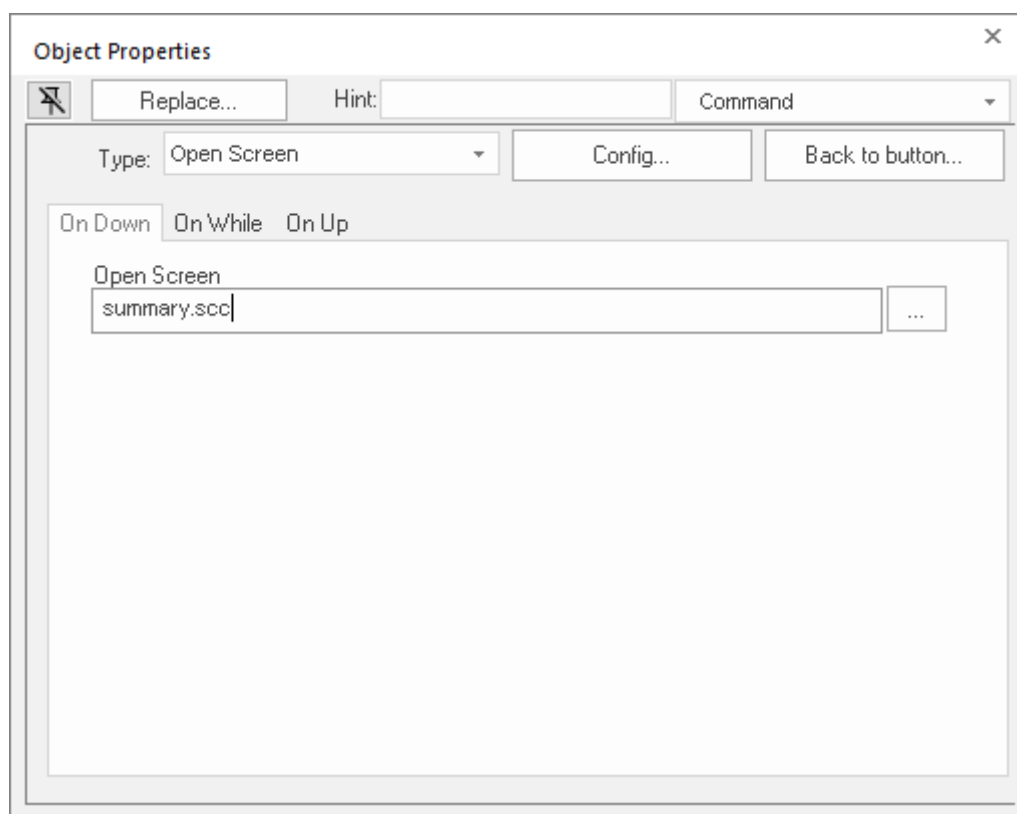 Object Properties
Replace... Hint: Command
Type: Open Screen Config... Back to button...
On Down On While On Up
Open Screen
summary.scc ...